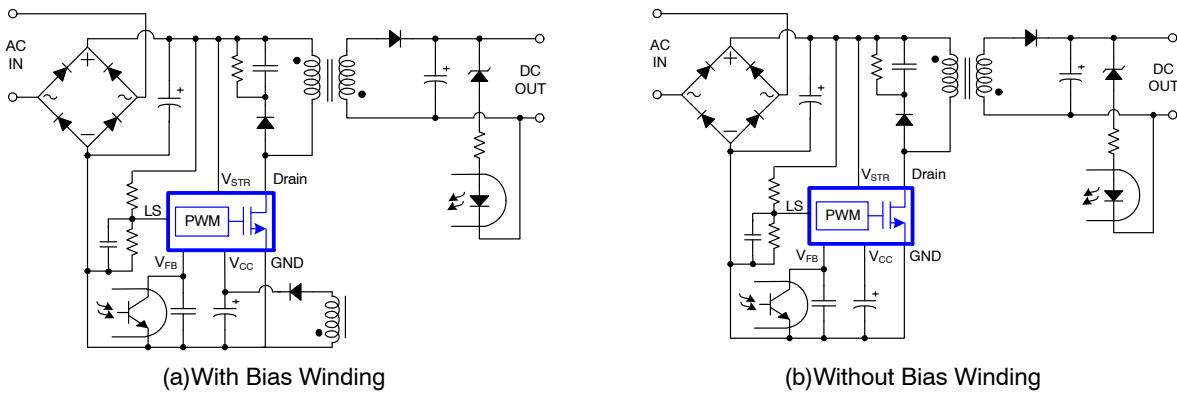 AC
IN
+
~
~
−
+
+
DC
OUT
VSTR
Drain
LS
PWM
VFB
VCC
GND
+
(a)With Bias Winding
AC
IN
+
~
~
−
+
+
DC
OUT
VSTR
Drain
LS
PWM
VFB
VCC
GND
+
(b)Without Bias Winding